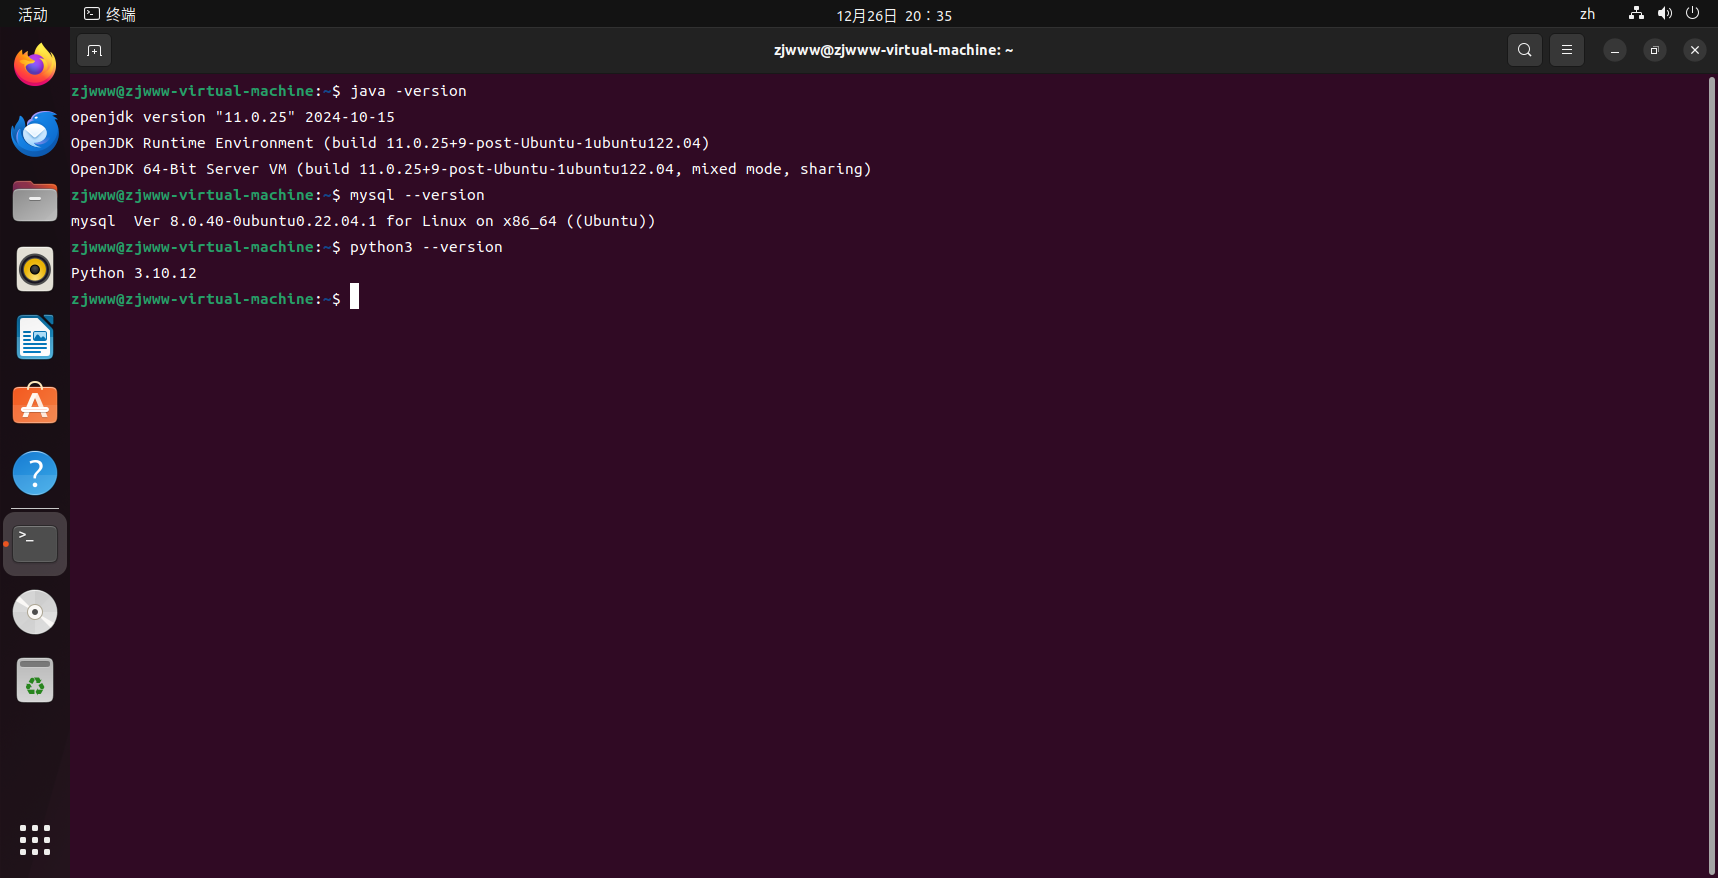 活动 终端 12月26日 20：35 zh
zjwww@zjwww-virtual-machine: ~
zjwww@zjwww-virtual-machine:~$ java -version
openjdk version "11.0.25" 2024-10-15
OpenJDK Runtime Environment (build 11.0.25+9-post-Ubuntu-1ubuntu122.04)
OpenJDK 64-Bit Server VM (build 11.0.25+9-post-Ubuntu-1ubuntu122.04, mixed mode, sharing)
zjwww@zjwww-virtual-machine:~$ mysql --version
mysql  Ver 8.0.40-0ubuntu0.22.04.1 for Linux on x86_64 ((Ubuntu))
zjwww@zjwww-virtual-machine:~$ python3 --version
Python 3.10.12
zjwww@zjwww-virtual-machine:~$